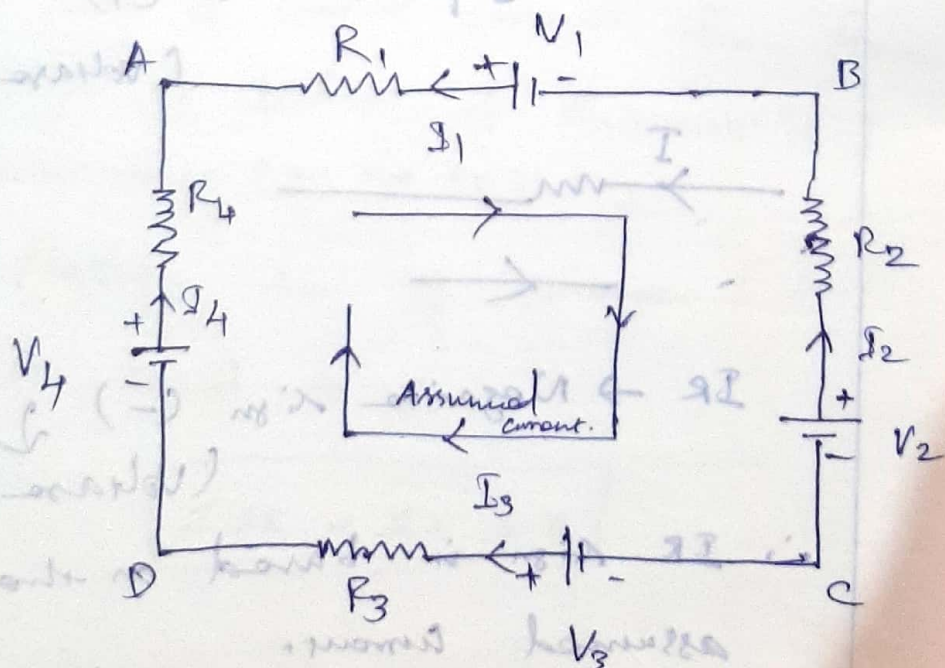 A
R1
+
V1
-
B
I1
R4
I4
+
V4
-
R2
I2
+
V2
-
Assumed
current.
I3
D
R3
+
-
V3
C